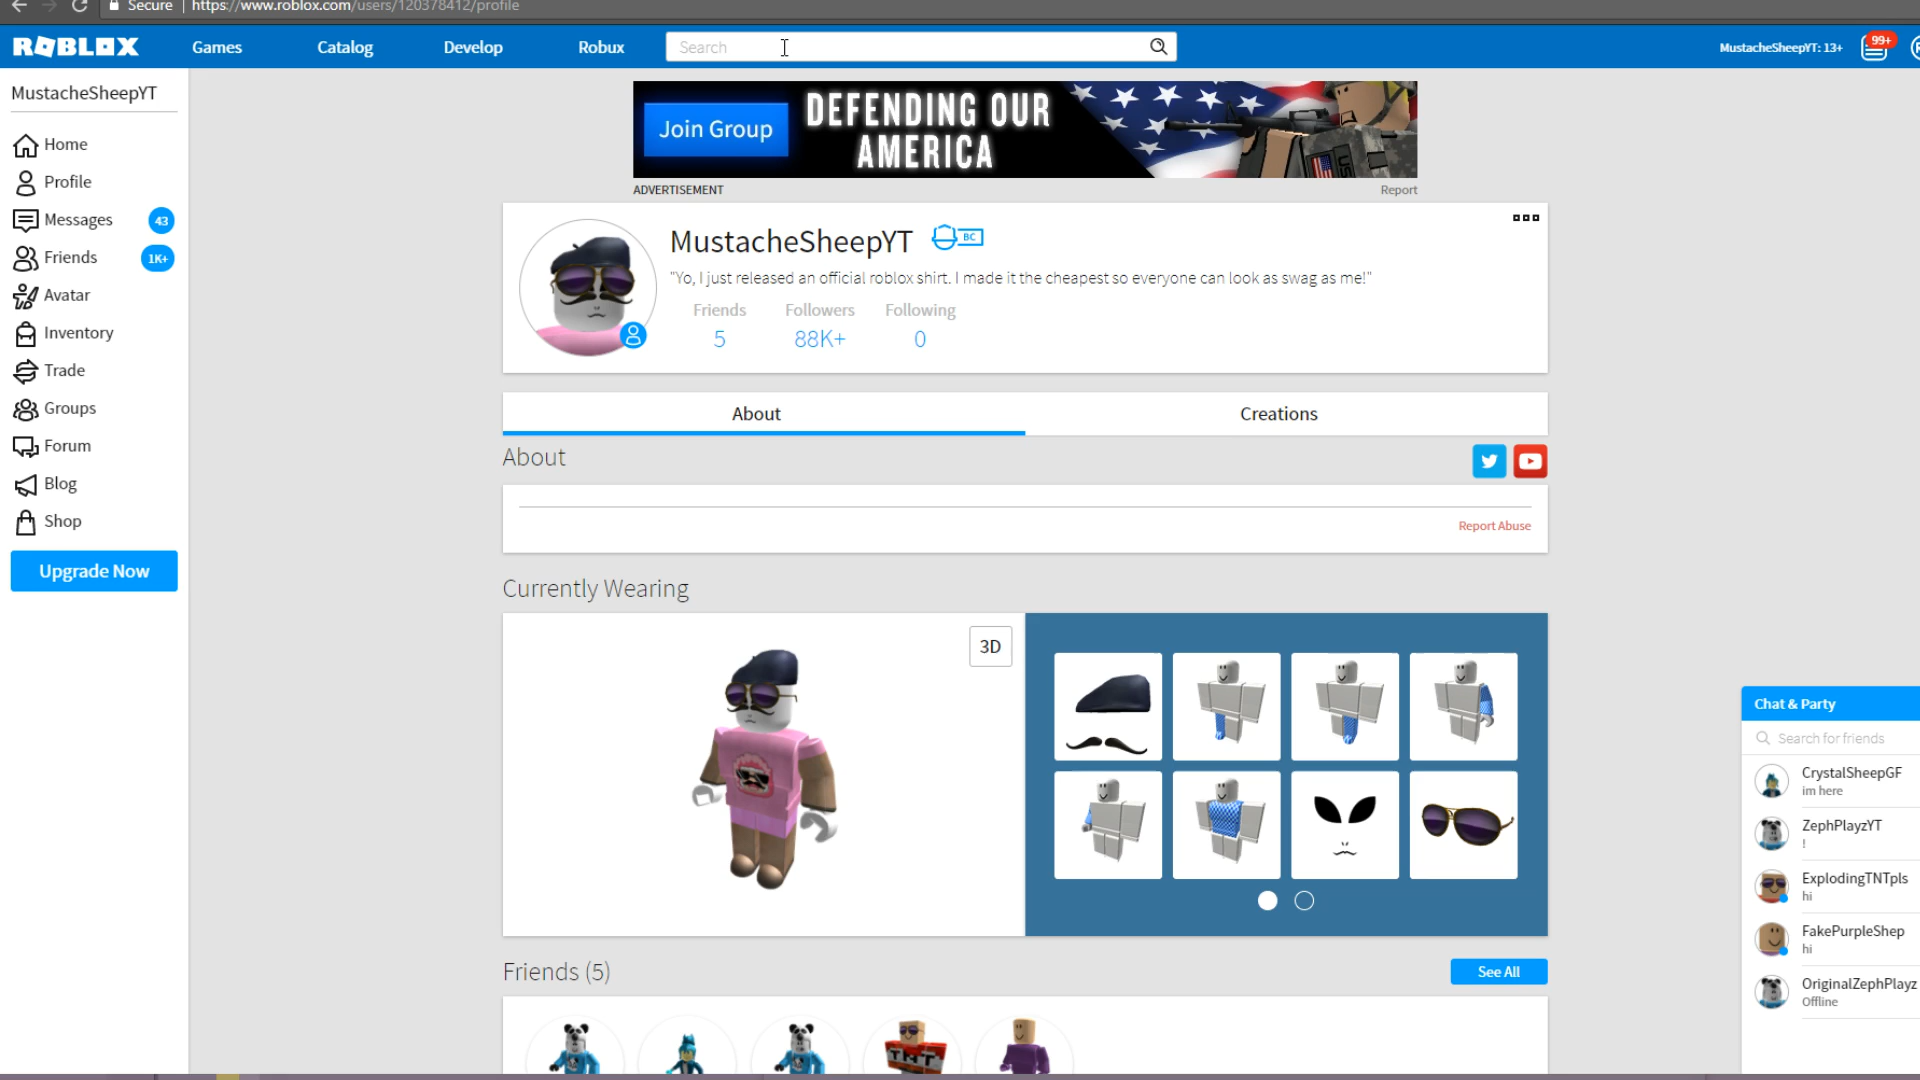 Secure | https://www.roblox.com/users/120378412/profile
ROBLOX Games Catalog Develop Robux Search MustacheSheepYT: 13+ 99+
MustacheSheepYT
Home
Profile
Messages 43
Friends 1K+
Avatar
Inventory
Trade
Groups
Forum
Blog
Shop
Upgrade Now
Join Group
DEFENDING OUR
AMERICA
US
ADVERTISEMENT Report
MustacheSheepYT BC
"Yo, I just released an official roblox shirt. I made it the cheapest so everyone can look as swag as me!"
Friends Followers Following
5 88K+ 0
About Creations
About
Report Abuse
Currently Wearing
3D
Friends (5) See All
TNT
Chat & Party
Search for friends
CrystalSheepGF
im here
ZephPlayzYT
!
ExplodingTNTpls
hi
FakePurpleShep
hi
OriginalZephPlayz
Offline